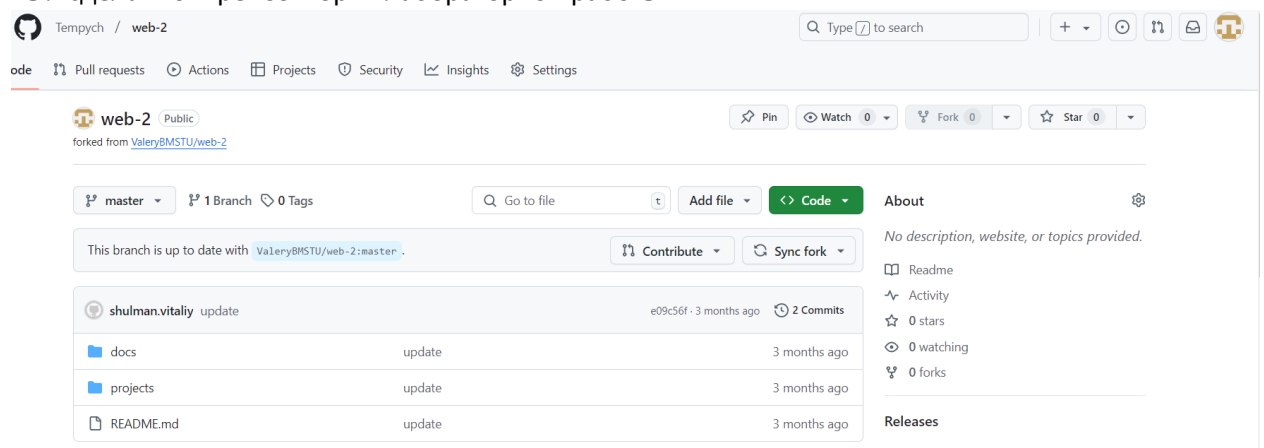 Tempych / web-2
Type / to search
ode Pull requests Actions Projects Security Insights Settings
web-2 Public
Pin Watch 0 Fork 0 Star 0
forked from ValeryBMSTU/web-2
master 1 Branch 0 Tags
Go to file t Add file <> Code
About
This branch is up to date with ValeryBMSTU/web-2:master .
Contribute Sync fork
No description, website, or topics provided.
Readme
Activity
0 stars
0 watching
0 forks
shulman.vitaliy update e09c56f · 3 months ago 2 Commits
docs update 3 months ago
projects update 3 months ago
README.md update 3 months ago
Releases